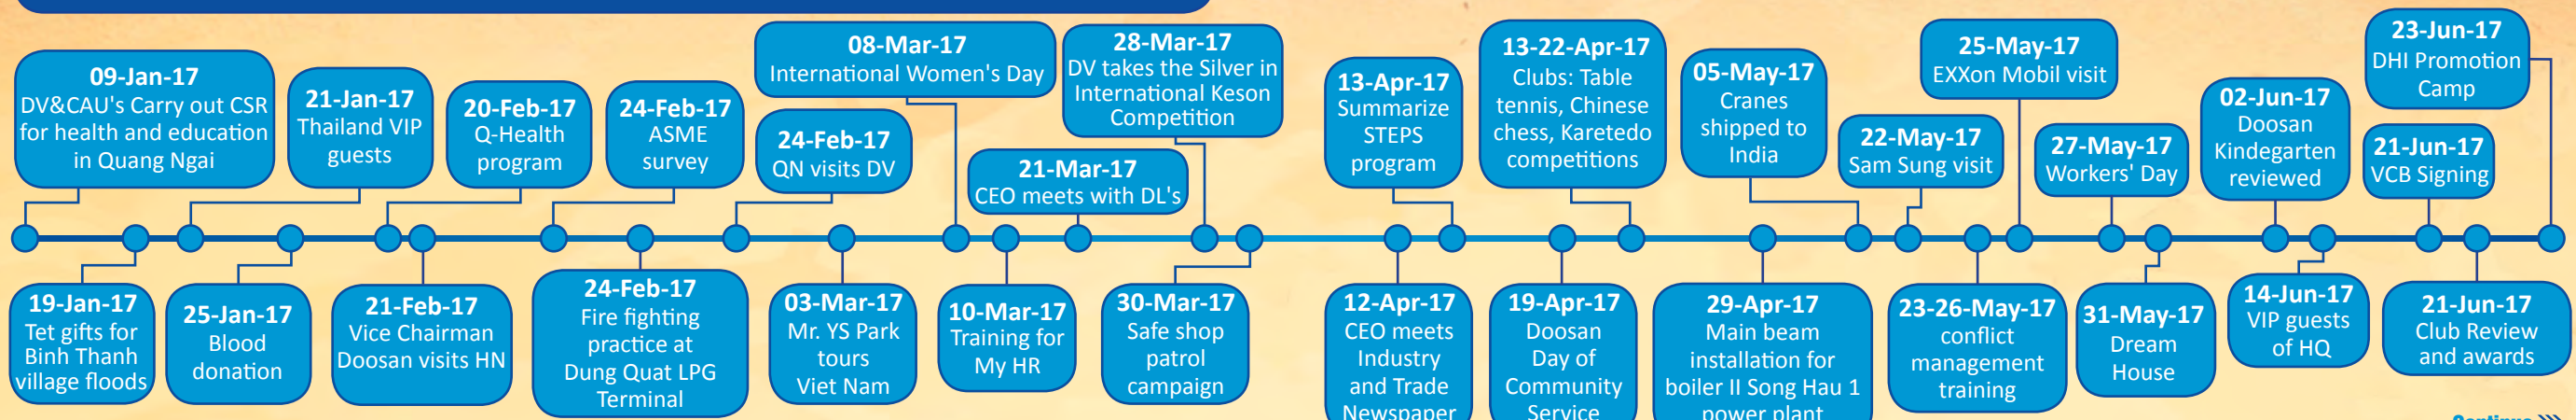 09-Jan-17
DV&CAU's Carry out CSR
for health and education
in Quang Ngai
19-Jan-17
Tet gifts for
Binh Thanh
village floods
21-Jan-17
Thailand VIP
guests
25-Jan-17
Blood
donation
20-Feb-17
Q-Health
program
21-Feb-17
Vice Chairman
Doosan visits HN
24-Feb-17
ASME
survey
24-Feb-17
Fire fighting
practice at
Dung Quat LPG
Terminal
24-Feb-17
QN visits DV
03-Mar-17
Mr. YS Park
tours
Viet Nam
08-Mar-17
International Women's Day
10-Mar-17
Training for
My HR
21-Mar-17
CEO meets with DL's
28-Mar-17
DV takes the Silver in
International Keson
Competition
30-Mar-17
Safe shop
patrol
campaign
12-Apr-17
CEO meets
Industry
and Trade
Newspaper
13-Apr-17
Summarize
STEPS
program
19-Apr-17
Doosan
Day of
Community
Service
13-22-Apr-17
Clubs: Table
tennis, Chinese
chess, Karetedo
competitions
29-Apr-17
Main beam
installation for
boiler II Song Hau 1
power plant
05-May-17
Cranes
shipped to
India
22-May-17
Sam Sung visit
23-26-May-17
conflict
management
training
25-May-17
EXXon Mobil visit
27-May-17
Workers' Day
31-May-17
Dream
House
02-Jun-17
Doosan
Kindegarten
reviewed
14-Jun-17
VIP guests
of HQ
21-Jun-17
VCB Signing
21-Jun-17
Club Review
and awards
23-Jun-17
DHI Promotion
Camp
Continue